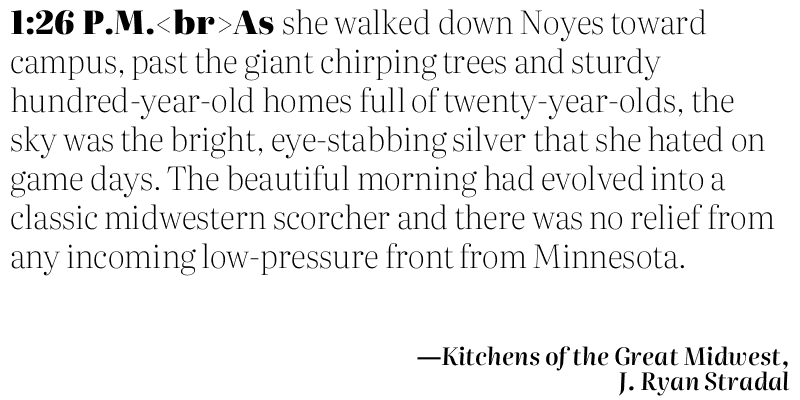 1:26 P.M.<br>As she walked down Noyes toward
campus, past the giant chirping trees and sturdy
hundred-year-old homes full of twenty-year-olds, the
sky was the bright, eye-stabbing silver that she hated on
game days. The beautiful morning had evolved into a
classic midwestern scorcher and there was no relief from
any incoming low-pressure front from Minnesota.
—Kitchens of the Great Midwest,
J. Ryan Stradal